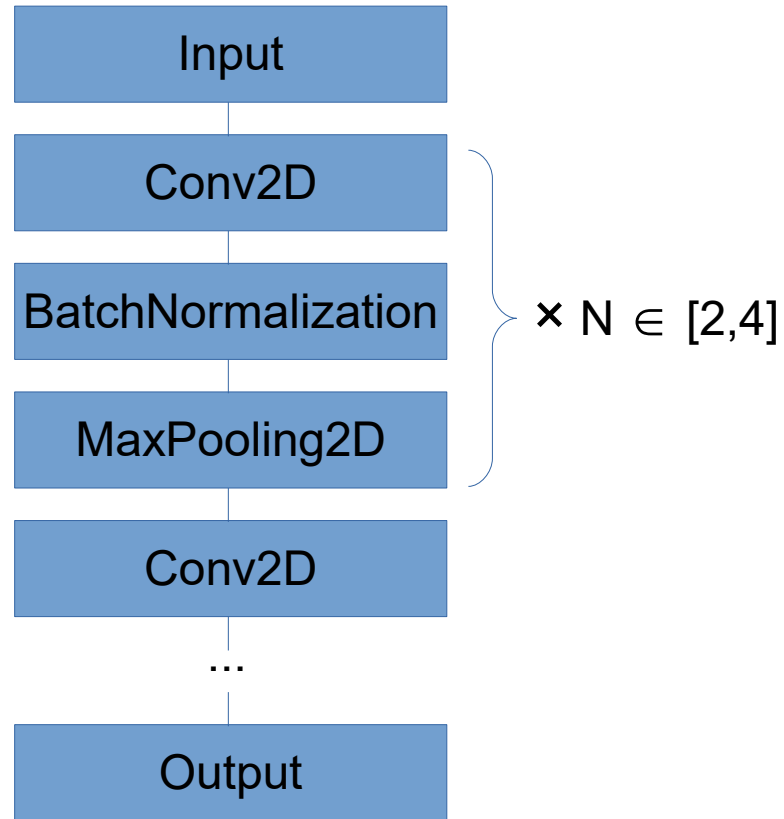 Input
Conv2D
BatchNormalization
× N ∈ [2,4]
MaxPooling2D
Conv2D
...
Output